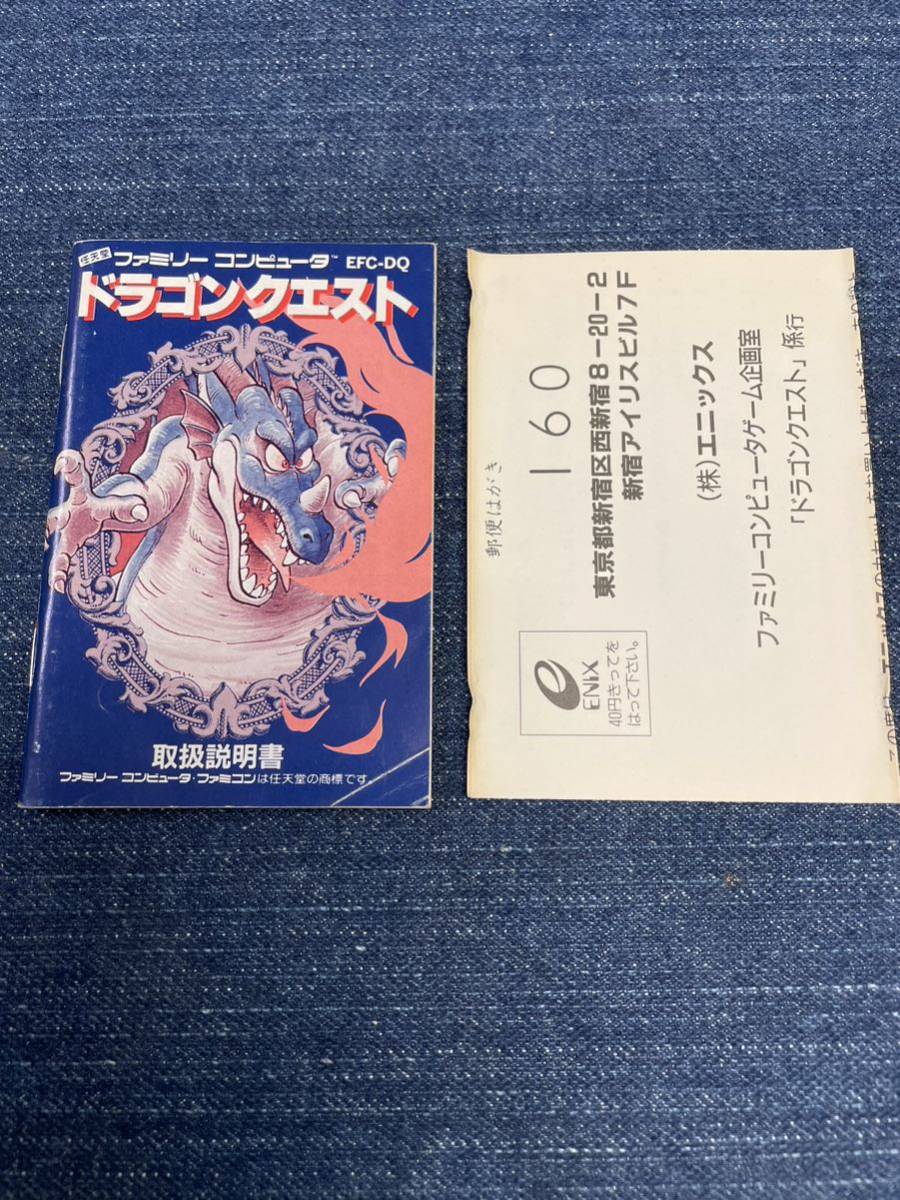 任天堂 ファミリー コンピュータ™ EFC-DQ
ドラゴンクエスト
取扱説明書
ファミリー コンピュータ・ファミコンは任天堂の商標です。
郵便はがき
160
東京都新宿区西新宿8-20-2
新宿アイリスビル7F
(株)エニックス
ファミリーコンピュータゲーム企画室
「ドラゴンクエスト」係行
ENIX
40円きってを
はって下さい。